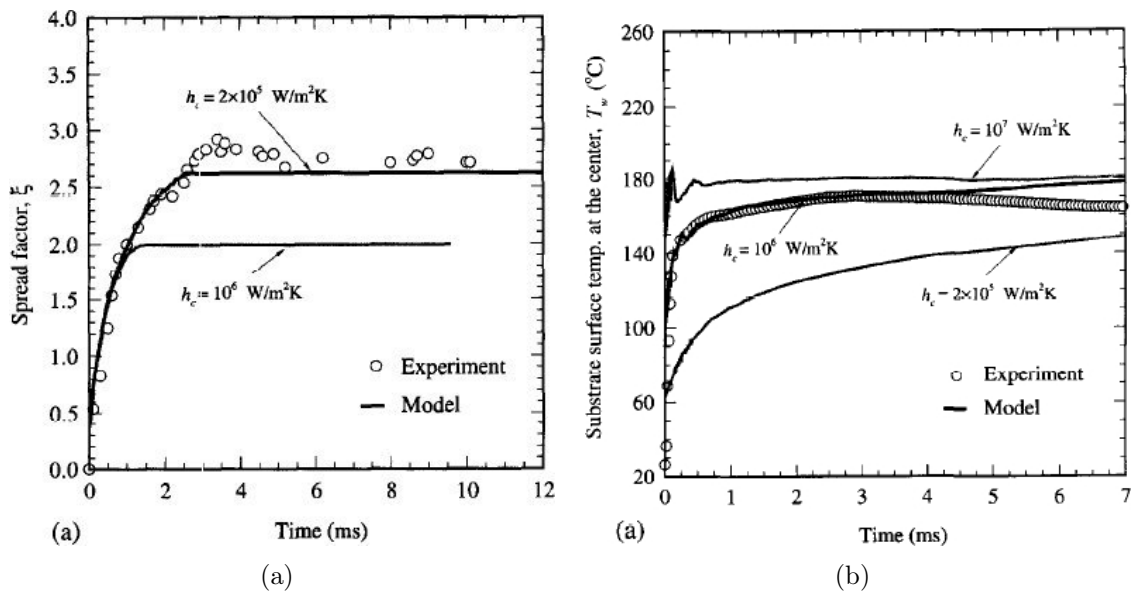 4.0
3.5
3.0
2.5
2.0
1.5
1.0
0.5
0.0
Spread factor, ξ
h_c = 2×10^5 W/m²K
h_c = 10^6 W/m²K
Experiment
Model
0 2 4 6 8 10 12
(a) Time (ms)
(a)
260
220
180
140
100
60
20
Substrate surface temp. at the center, T_w (°C)
h_c = 10^7 W/m²K
h_c = 10^6 W/m²K
h_c = 2×10^5 W/m²K
Experiment
Model
0 1 2 3 4 5 6 7
(a) Time (ms)
(b)